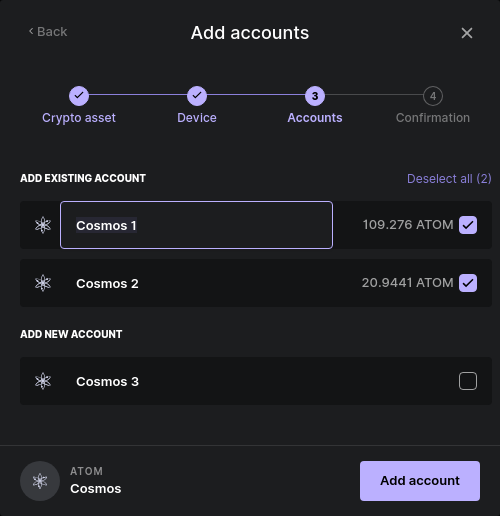 Back
Add accounts
3
4
Crypto asset
Device
Accounts
Confirmation
ADD EXISTING ACCOUNT
Deselect all (2)
Cosmos 1
109.276 ATOM
Cosmos 2
20.9441 ATOM
ADD NEW ACCOUNT
Cosmos 3
ATOM
Cosmos
Add account